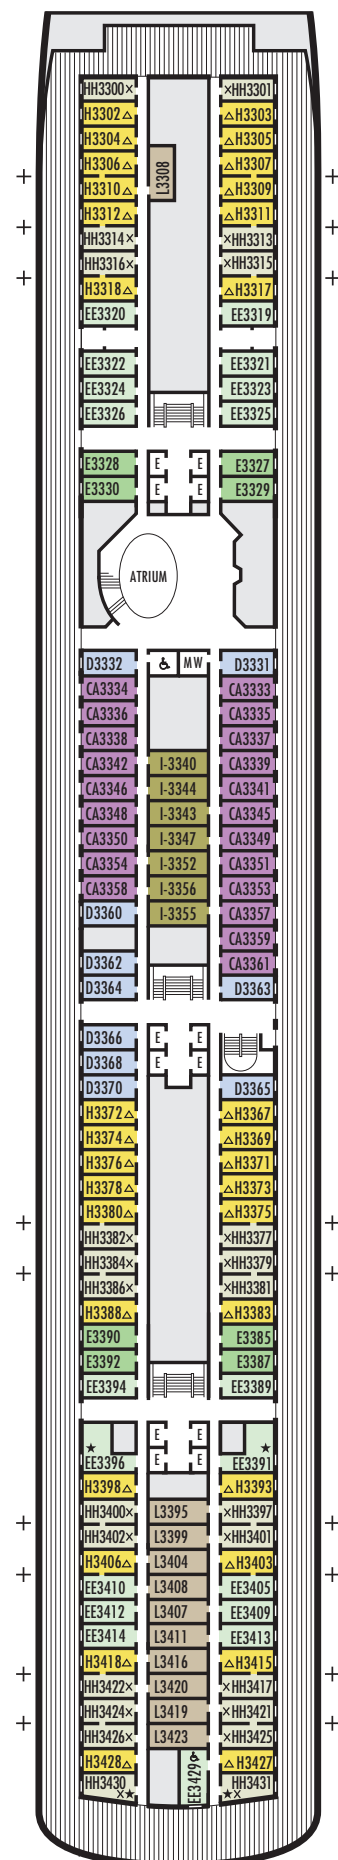 HH3300× ×HH3301
H3302△ △H3303
H3304△ △H3305
H3306△ L3308 △H3307
H3310△ △H3309
H3312△ △H3311
HH3314× ×HH3313
HH3316× ×HH3315
H3318△ △H3317
EE3320 EE3319
EE3322 EE3321
EE3324 EE3323
EE3326 EE3325
E3328 E E E3327
E3330 E E E3329
ATRIUM
D3332 MW D3331
CA3334 CA3333
CA3336 CA3335
CA3338 CA3337
CA3342 I-3340 CA3339
CA3346 I-3344 CA3341
CA3348 I-3343 CA3345
CA3350 I-3347 CA3349
CA3354 I-3352 CA3351
CA3358 I-3356 CA3353
D3360 I-3355 CA3357
CA3359
D3362 CA3361
D3364 D3363
D3366 E E
D3368 E E
D3370 D3365
H3372△ △H3367
H3374△ △H3369
H3376△ △H3371
H3378△ △H3373
H3380△ △H3375
HH3382× ×HH3377
HH3384× ×HH3379
HH3386× ×HH3381
H3388△ △H3383
E3390 E3385
E3392 E3387
EE3394 EE3389
E E
★ ★
EE3396 E E EE3391
H3398△ △H3393
HH3400× L3395 ×HH3397
HH3402× L3399 ×HH3401
H3406△ L3404 △H3403
EE3410 L3408 EE3405
EE3412 L3407 EE3409
EE3414 L3411 EE3413
H3418△ L3416 △H3415
HH3422× L3420 ×HH3417
HH3424× L3419 ×HH3421
HH3426× L3423 ×HH3425
H3428△ EE3429 △H3427
HH3430 HH3431
×★ ★×